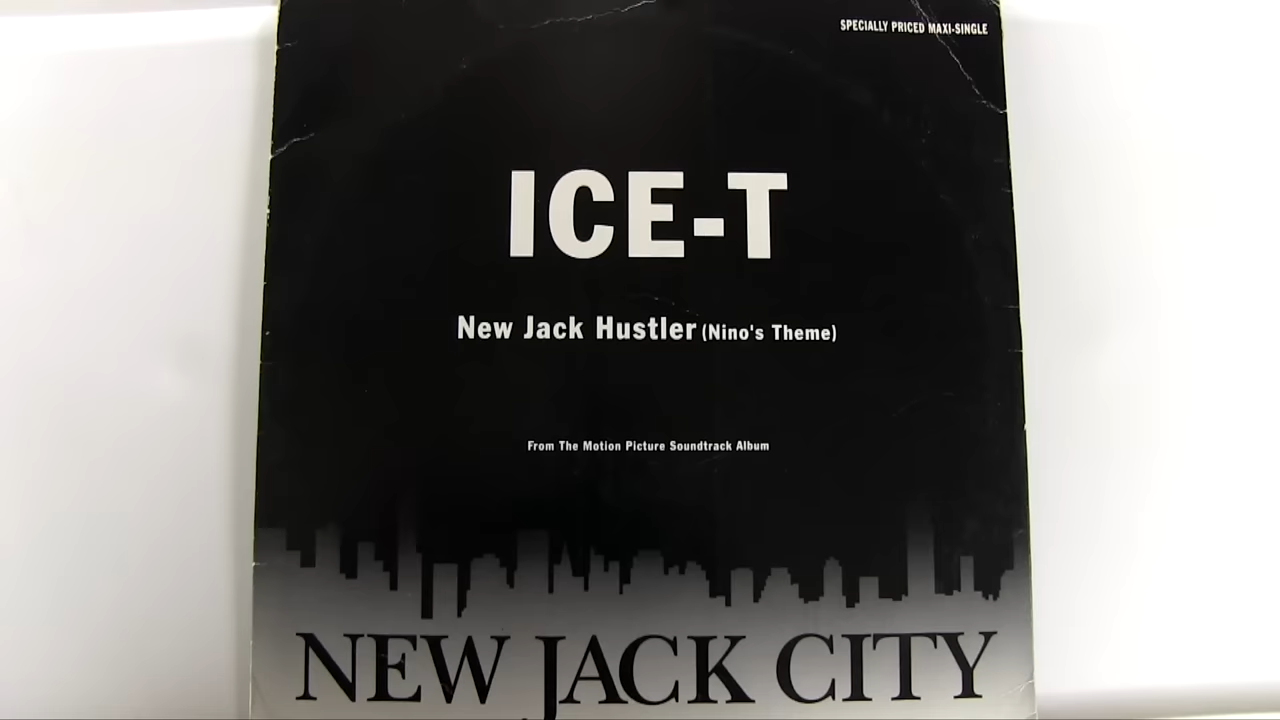 SPECIALLY PRICED MAXI-SINGLE
ICE-T
New Jack Hustler (Nino's Theme)
From The Motion Picture Soundtrack Album
NEW JACK CITY